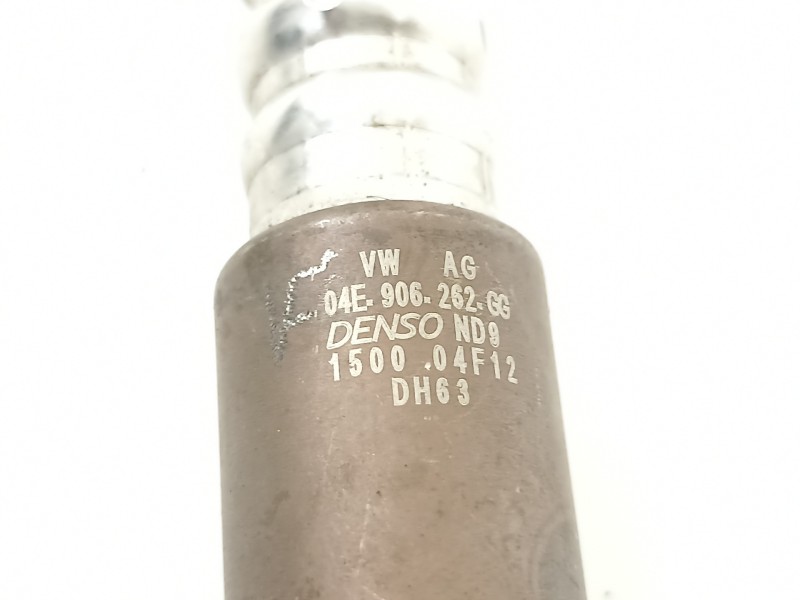 VW AG
04E-906-262-GG
DENSO ND9
1500 04F12
DH63